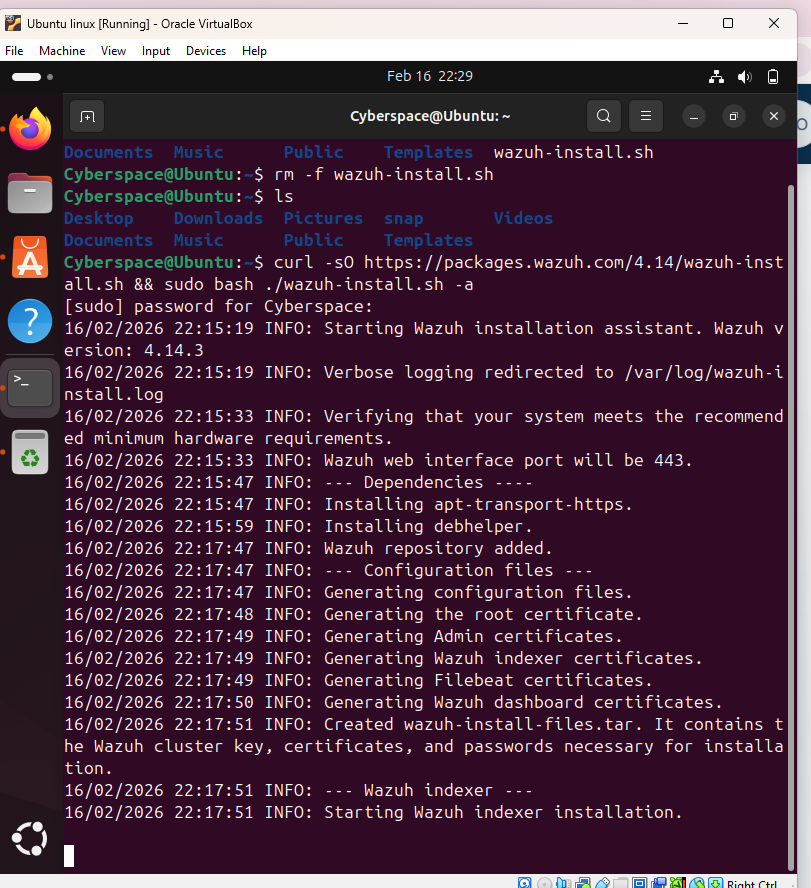 Ubuntu linux [Running] - Oracle VirtualBox
File Machine View Input Devices Help
Feb 16 22:29
Cyberspace@Ubuntu: ~
Documents Music Public Templates wazuh-install.sh
Cyberspace@Ubuntu:~$ rm -f wazuh-install.sh
Cyberspace@Ubuntu:~$ ls
Desktop Downloads Pictures snap Videos
Documents Music Public Templates
Cyberspace@Ubuntu:~$ curl -sO https://packages.wazuh.com/4.14/wazuh-inst
all.sh && sudo bash ./wazuh-install.sh -a
[sudo] password for Cyberspace:
16/02/2026 22:15:19 INFO: Starting Wazuh installation assistant. Wazuh v
ersion: 4.14.3
16/02/2026 22:15:19 INFO: Verbose logging redirected to /var/log/wazuh-i
nstall.log
16/02/2026 22:15:33 INFO: Verifying that your system meets the recommend
ed minimum hardware requirements.
16/02/2026 22:15:33 INFO: Wazuh web interface port will be 443.
16/02/2026 22:15:47 INFO: --- Dependencies ----
16/02/2026 22:15:47 INFO: Installing apt-transport-https.
16/02/2026 22:15:59 INFO: Installing debhelper.
16/02/2026 22:17:47 INFO: Wazuh repository added.
16/02/2026 22:17:47 INFO: --- Configuration files ---
16/02/2026 22:17:47 INFO: Generating configuration files.
16/02/2026 22:17:48 INFO: Generating the root certificate.
16/02/2026 22:17:49 INFO: Generating Admin certificates.
16/02/2026 22:17:49 INFO: Generating Wazuh indexer certificates.
16/02/2026 22:17:49 INFO: Generating Filebeat certificates.
16/02/2026 22:17:50 INFO: Generating Wazuh dashboard certificates.
16/02/2026 22:17:51 INFO: Created wazuh-install-files.tar. It contains t
he Wazuh cluster key, certificates, and passwords necessary for installa
tion.
16/02/2026 22:17:51 INFO: --- Wazuh indexer ---
16/02/2026 22:17:51 INFO: Starting Wazuh indexer installation.
Right Ctrl